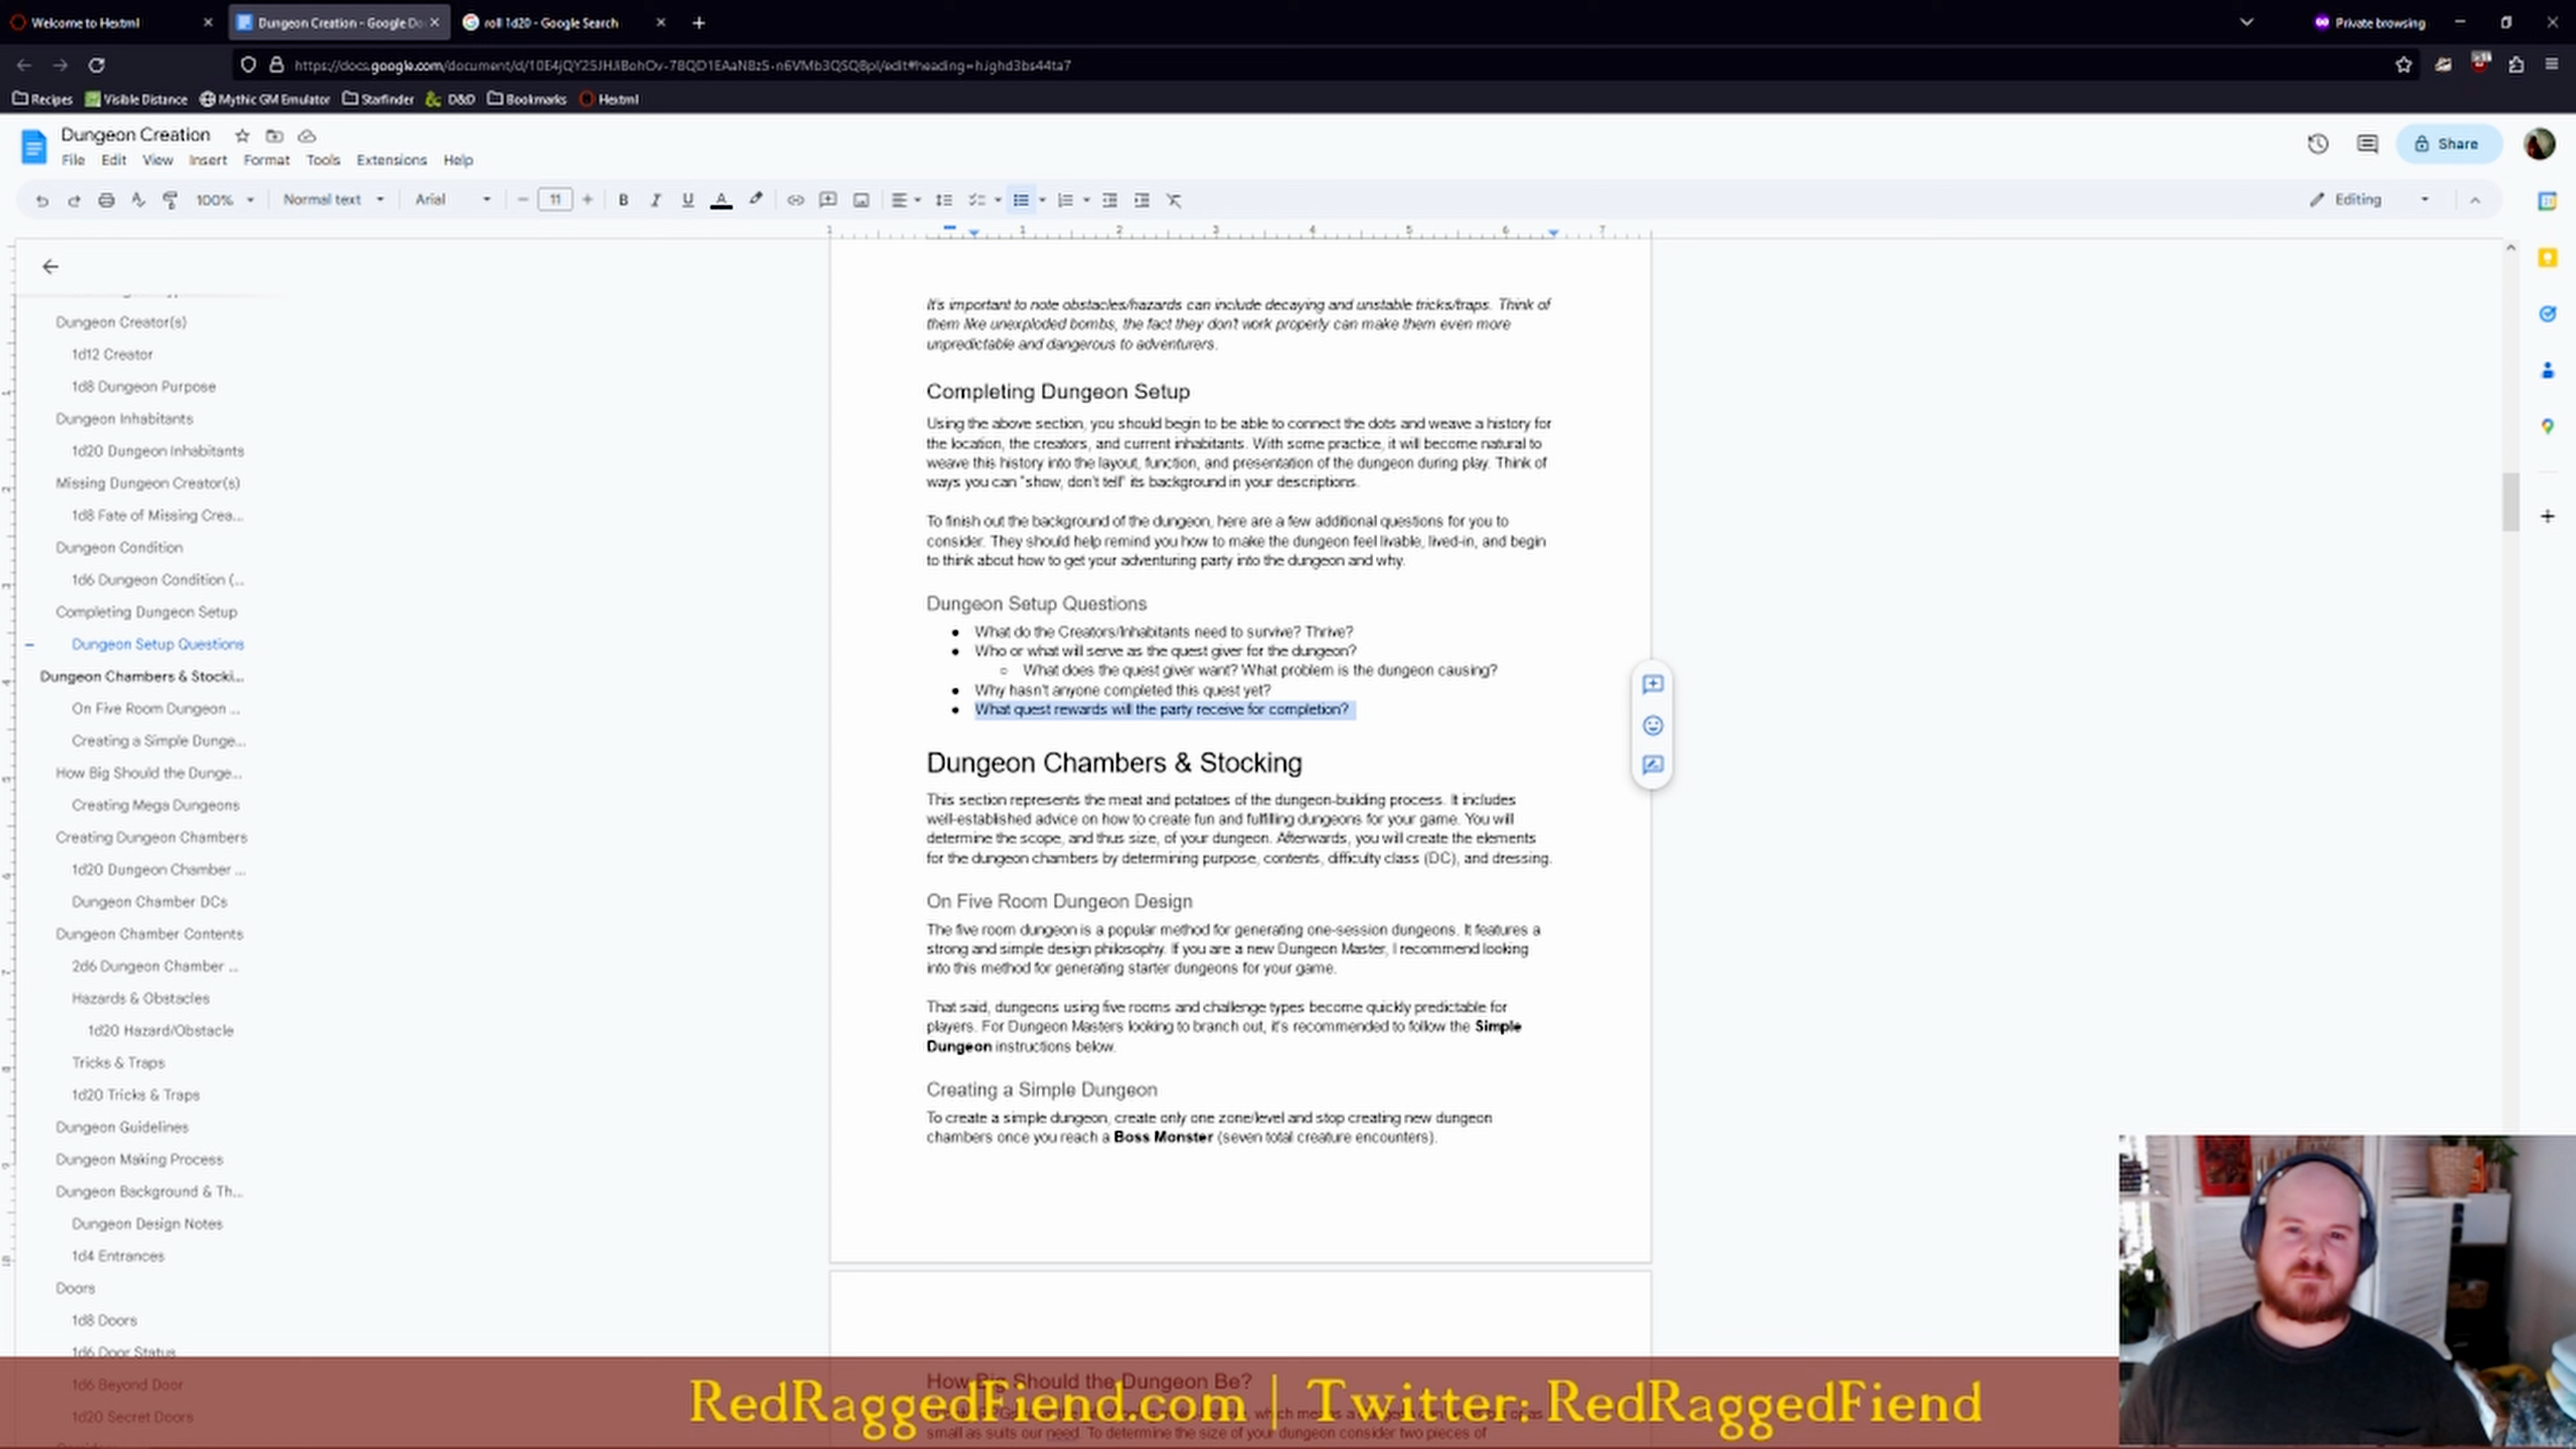 Welcome to Hextml
Dungeon Creation - Google Do
roll 1d20 - Google Search
Private browsing
Recipes
Visible Distance
Mythic GM Emulator
Starfinder
D&D
Bookmarks
Hextml
Dungeon Creation
File Edit View Insert Format Tools Extensions Help
Share
100%
Normal text
Arial
11
Editing
Dungeon Creator(s)
1d12 Creator
1d8 Dungeon Purpose
Dungeon Inhabitants
1d20 Dungeon Inhabitants
Missing Dungeon Creator(s)
1d8 Fate of Missing Crea...
Dungeon Condition
1d6 Dungeon Condition (...
Completing Dungeon Setup
Dungeon Setup Questions
Dungeon Chambers & Stocki...
On Five Room Dungeon ...
Creating a Simple Dunge...
How Big Should the Dunge...
Creating Mega Dungeons
Creating Dungeon Chambers
1d20 Dungeon Chamber ...
Dungeon Chamber DCs
Dungeon Chamber Contents
2d6 Dungeon Chamber ...
Hazards & Obstacles
1d20 Hazard/Obstacle
Tricks & Traps
1d20 Tricks & Traps
Dungeon Guidelines
Dungeon Making Process
Dungeon Background & Th...
Dungeon Design Notes
1d4 Entrances
Doors
1d8 Doors
1d6 Door Status
1d6 Beyond Door
1d20 Secret Doors
It's important to note obstacles/hazards can include decaying and unstable tricks/traps. Think of
them like unexploded bombs, the fact they don't work properly can make them even more
unpredictable and dangerous to adventurers.
Completing Dungeon Setup
Using the above section, you should begin to be able to connect the dots and weave a history for
the location, the creators, and current inhabitants. With some practice, it will become natural to
weave this history into the layout, function, and presentation of the dungeon during play. Think of
ways you can "show, don't tell" its background in your descriptions.
To finish out the background of the dungeon, here are a few additional questions for you to
consider. They should help remind you how to make the dungeon feel livable, lived-in, and begin
to think about how to get your adventuring party into the dungeon and why.
Dungeon Setup Questions
● What do the Creators/Inhabitants need to survive? Thrive?
● Who or what will serve as the quest giver for the dungeon?
○ What does the quest giver want? What problem is the dungeon causing?
● Why hasn't anyone completed this quest yet?
● What quest rewards will the party receive for completion?
Dungeon Chambers & Stocking
This section represents the meat and potatoes of the dungeon-building process. It includes
well-established advice on how to create fun and fulfilling dungeons for your game. You will
determine the scope, and thus size, of your dungeon. Afterwards, you will create the elements
for the dungeon chambers by determining purpose, contents, difficulty class (DC), and dressing.
On Five Room Dungeon Design
The five room dungeon is a popular method for generating one-session dungeons. It features a
strong and simple design philosophy. If you are a new Dungeon Master, I recommend looking
into this method for generating starter dungeons for your game.
That said, dungeons using five rooms and challenge types become quickly predictable for
players. For Dungeon Masters looking to branch out, it's recommended to follow the Simple
Dungeon instructions below.
Creating a Simple Dungeon
To create a simple dungeon, create only one zone/level and stop creating new dungeon
chambers once you reach a Boss Monster (seven total creature encounters).
How Big Should the Dungeon Be?
small as suits our need. To determine the size of your dungeon consider two pieces of
RedRaggedFiend.com | Twitter: RedRaggedFiend